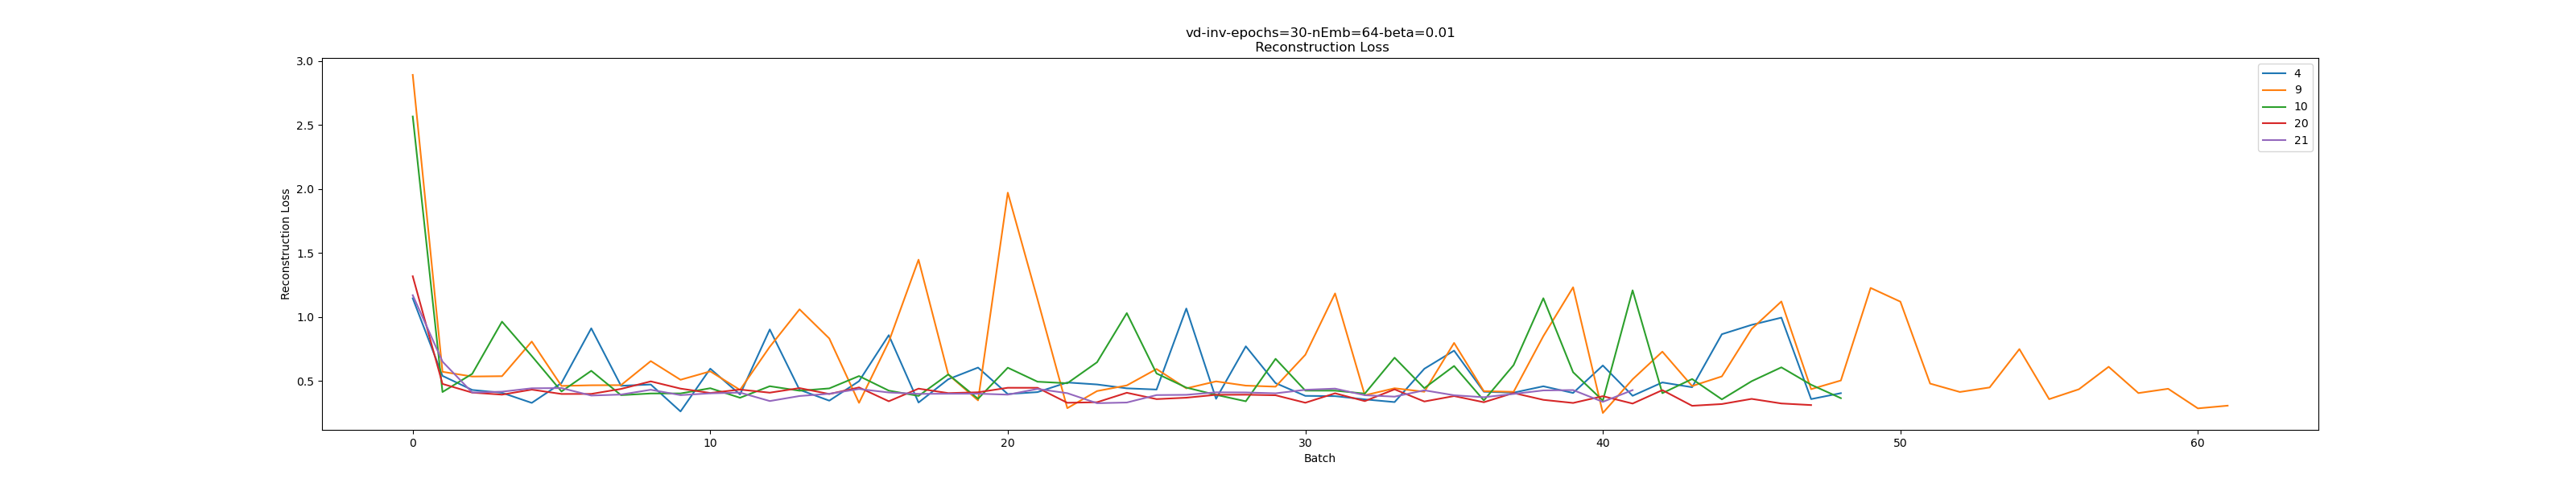 vd-inv-epochs=30-nEmb=64-beta=0.01
Reconstruction Loss
3.0
2.5
2.0
1.5
1.0
0.5
Reconstruction Loss
4
9
10
20
21
0 10 20 30 40 50 60
Batch